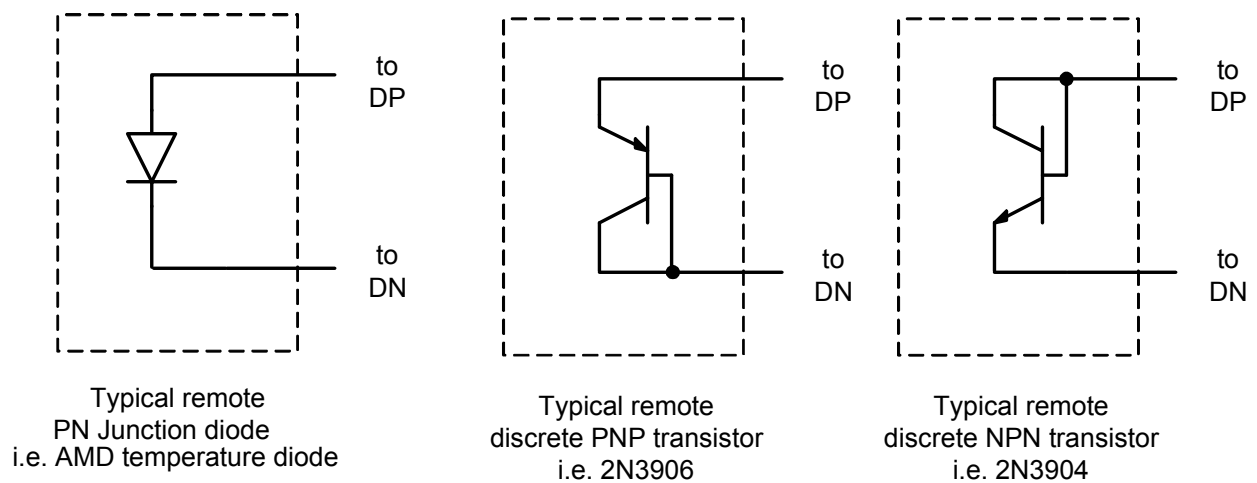 to
DP
to
DN
Typical remote
PN Junction diode
i.e. AMD temperature diode
to
DP
to
DN
Typical remote
discrete PNP transistor
i.e. 2N3906
to
DP
to
DN
Typical remote
discrete NPN transistor
i.e. 2N3904